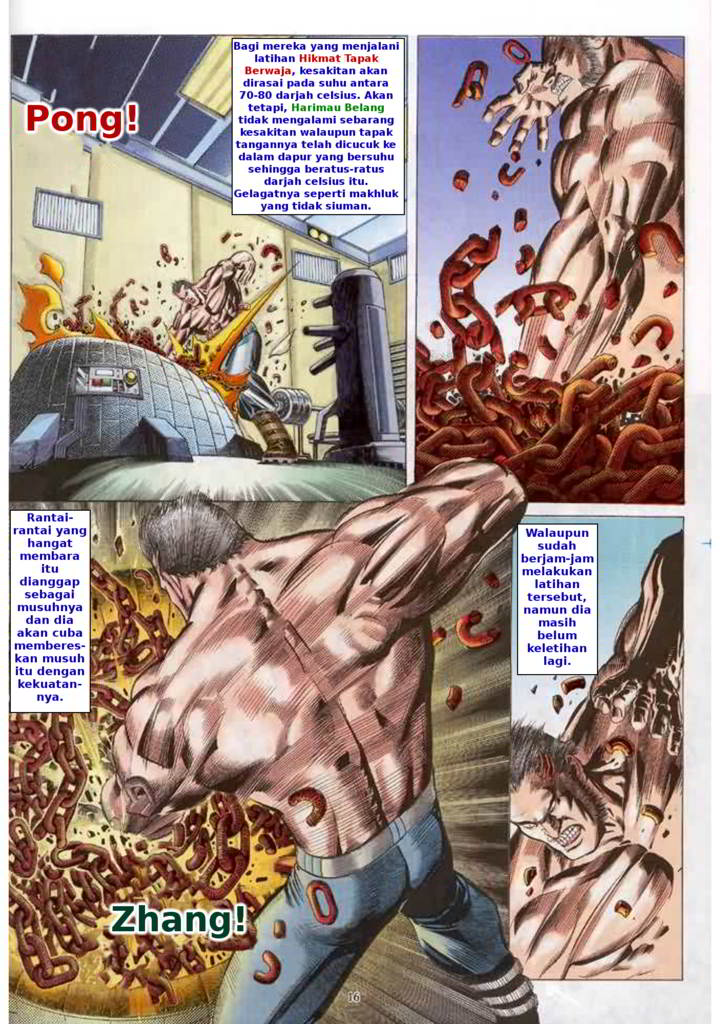 Bagi mereka yang menjalani
latihan Hikmat Tapak
Berwaja, kesakitan akan
dirasai pada suhu antara
70-80 darjah celsius. Akan
tetapi, Harimau Belang
tidak mengalami sebarang
kesakitan walaupun tapak
tangannya telah dicucuk ke
dalam dapur yang bersuhu
sehingga beratus-ratus
darjah celsius itu.
Gelagatnya seperti makhluk
yang tidak siuman.
Pong!
Rantai-
rantai yang
hangat
membara
itu
dianggap
sebagai
musuhnya
dan dia
akan cuba
memberes-
kan musuh
itu dengan
kekuatan-
nya.
Walaupun
sudah
berjam-jam
melakukan
latihan
tersebut,
namun dia
masih
belum
keletihan
lagi.
Zhang!
16